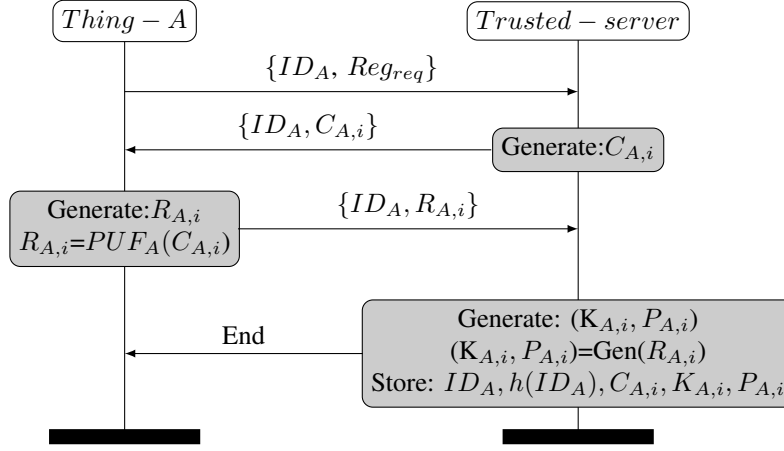 Thing − A
Trusted − server
{ID_A, Reg_req}
{ID_A, C_A,i}
Generate:C_A,i
Generate:R_A,i
R_A,i=PUF_A(C_A,i)
{ID_A, R_A,i}
Generate: (K_A,i, P_A,i)
(K_A,i, P_A,i)=Gen(R_A,i)
Store: ID_A, h(ID_A), C_A,i, K_A,i, P_A,i
End